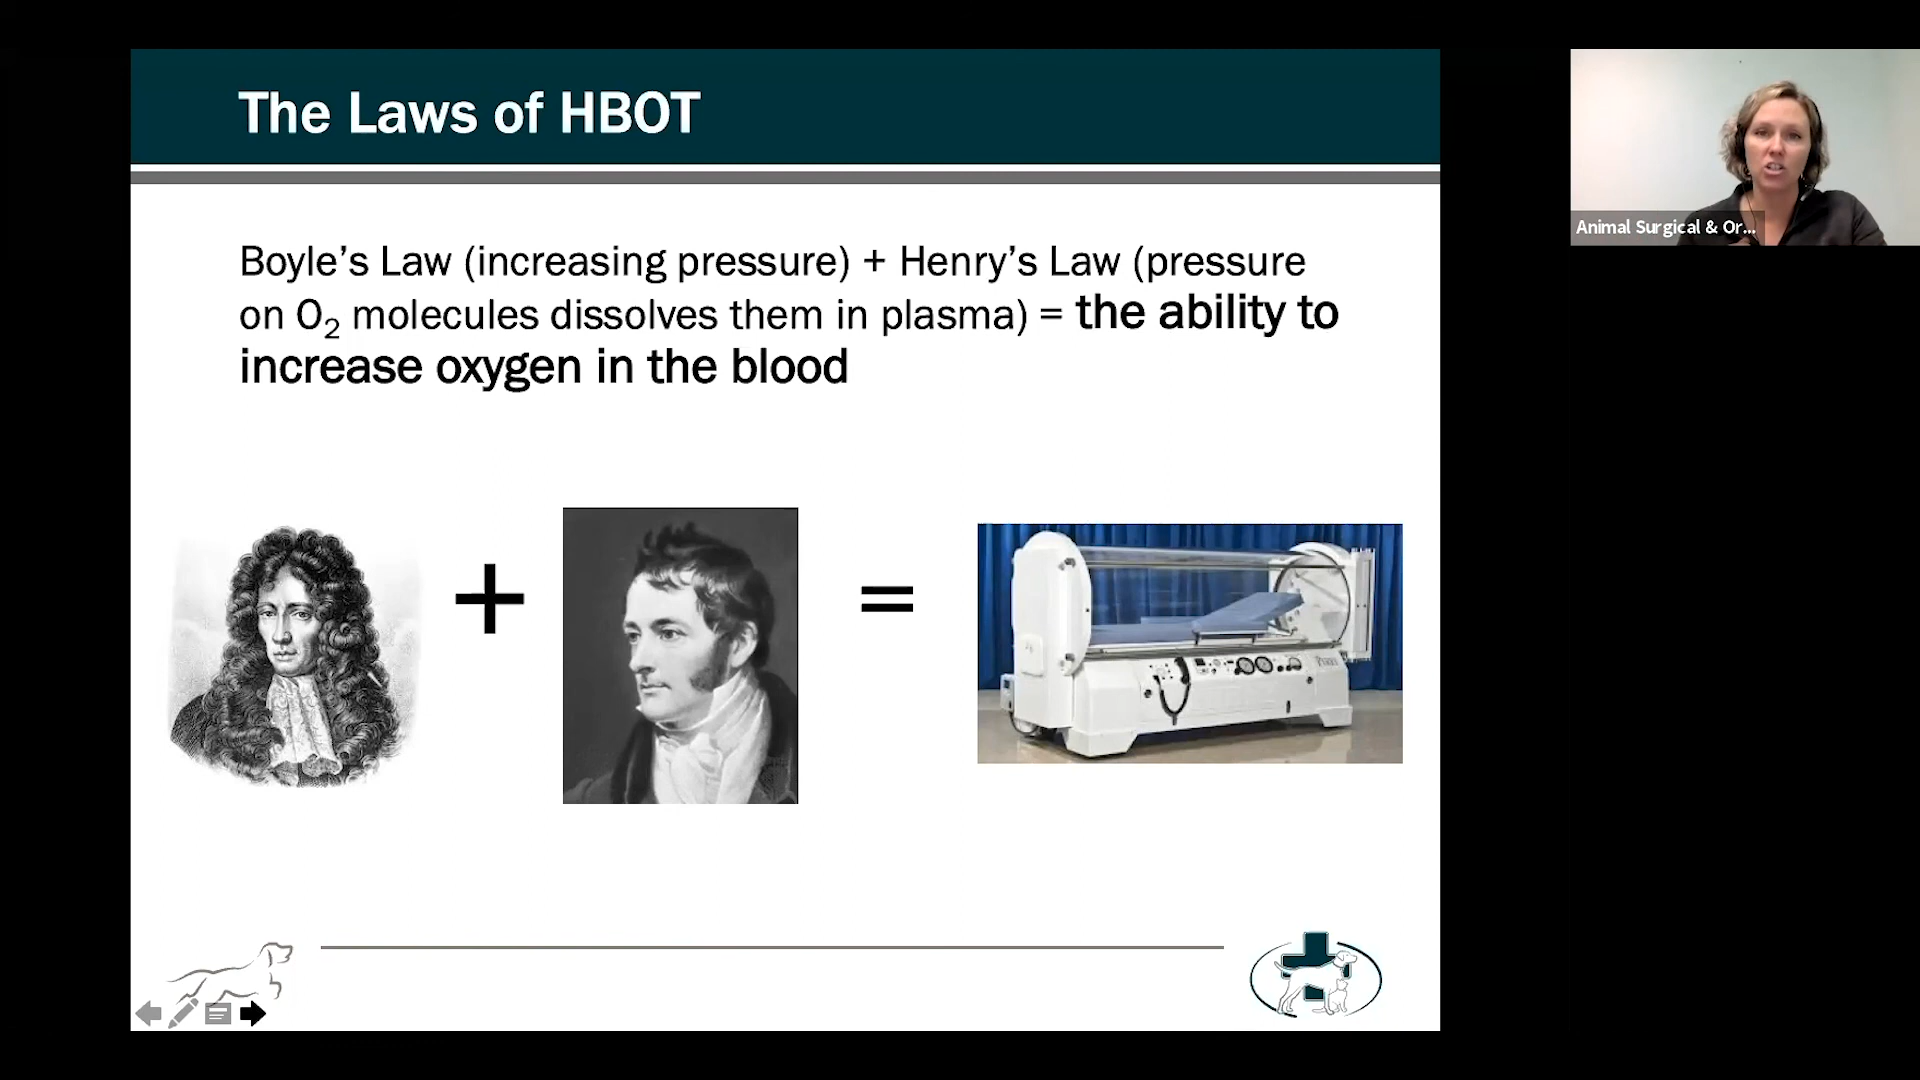 The Laws of HBOT
Boyle’s Law (increasing pressure) + Henry’s Law (pressure
on O₂ molecules dissolves them in plasma) = the ability to
increase oxygen in the blood
+
=
Animal Surgical & Or...